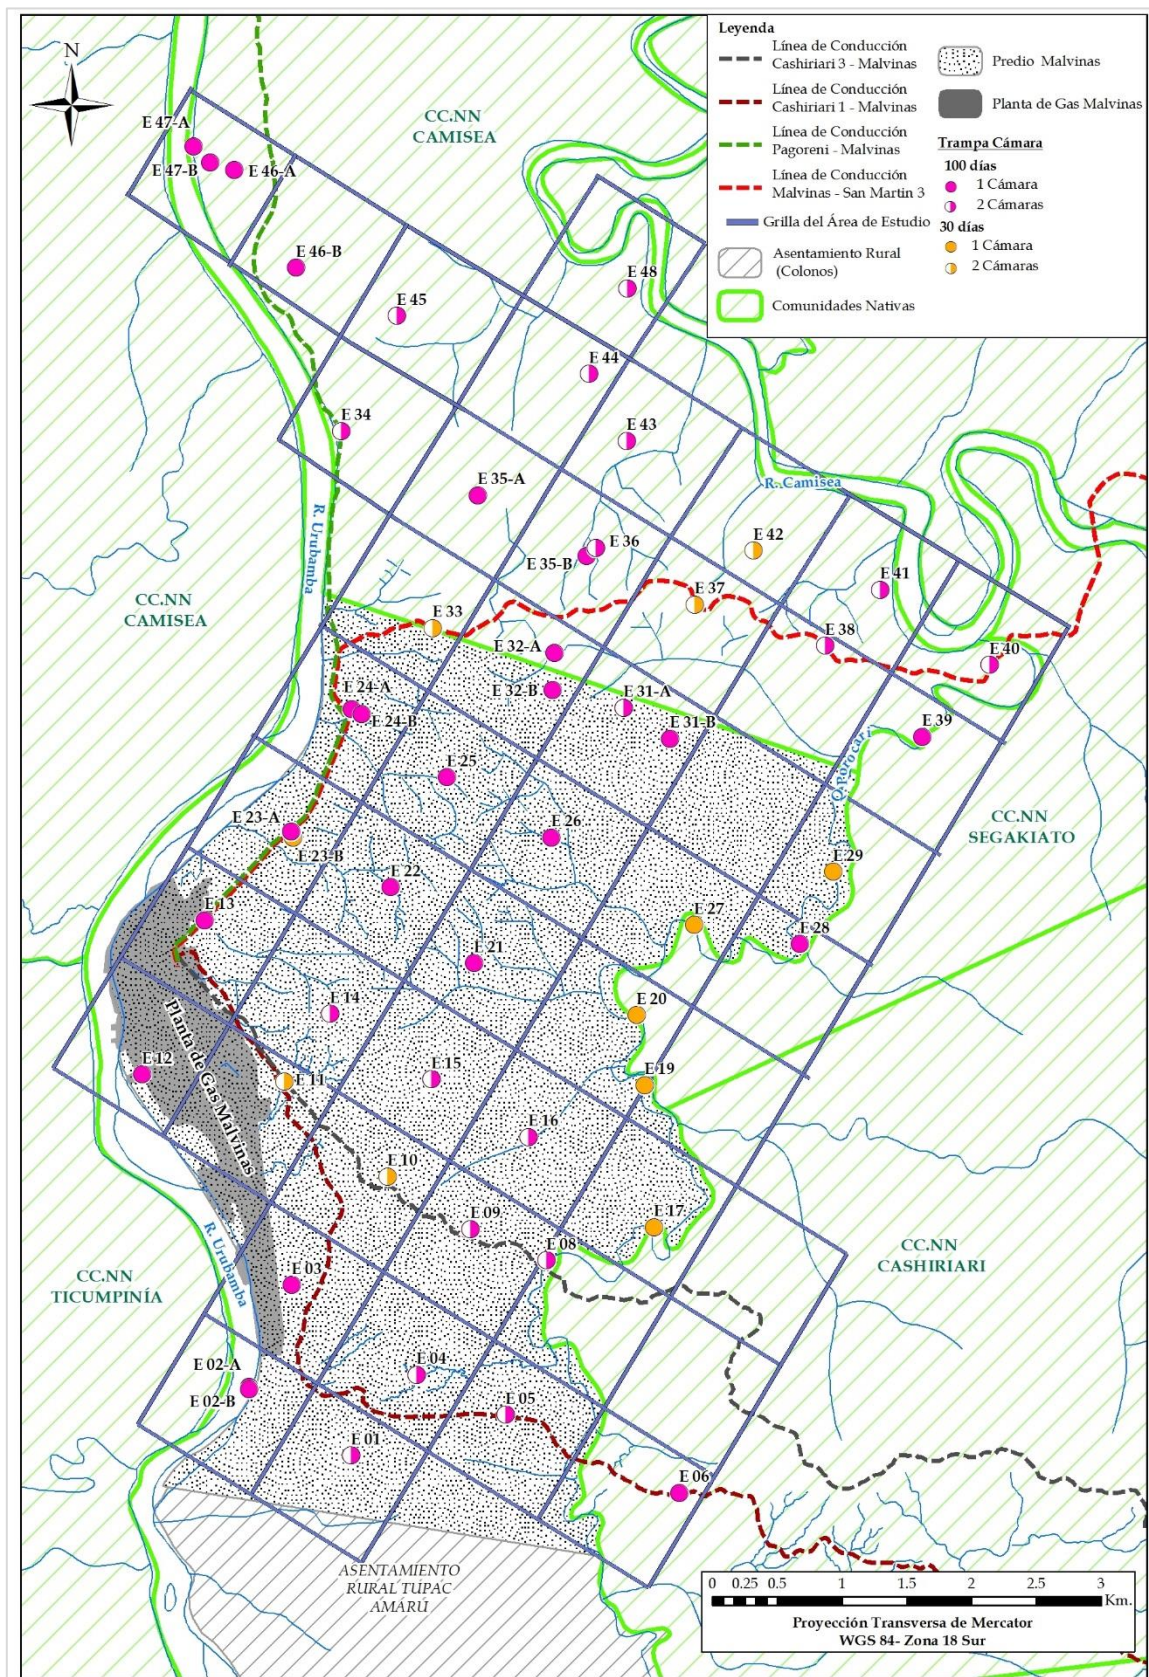 Leyenda
Línea de Conducción
Cashiriari 3 - Malvinas
Línea de Conducción
Cashiriari 1 - Malvinas
Línea de Conducción
Pagoreni - Malvinas
Línea de Conducción
Malvinas - San Martin 3
Grilla del Área de Estudio
Asentamiento Rural
(Colonos)
Comunidades Nativas
Predio Malvinas
Planta de Gas Malvinas
Trampa Cámara
100 días
1 Cámara
2 Cámaras
30 días
1 Cámara
2 Cámaras
N
CC.NN
CAMISEA
E 47-A
E 47-B
E 46-A
E 46-B
E 45
E 48
E 44
E 34
E 43
E 35-A
R. Camisea
R. Urubamba
E 42
E 36
E 35-B
E 41
E 37
CC.NN
CAMISEA
E 33
E 38
E 32-A
E 40
E 32-B
E 24-A
E 31-A
E 24-B
E 31-B
E 39
Q. Porocari
E 25
E 23-A
E 26
CC.NN
SEGAKIATO
E 23-B
E 29
E 22
E 13
E 27
E 28
E 21
E 14
E 20
Planta de Gas Malvinas
E 12
E 11
E 15
E 19
E 16
E 10
E 09
E 17
R. Urubamba
E 08
CC.NN
CASHIRIARI
CC.NN
TICUMPINÍA
E 03
E 02-A
E 04
E 02-B
E 05
E 01
E 06
ASENTAMIENTO
RURAL TUPAC
AMARÚ
0 0.25 0.5 1 1.5 2 2.5 3
Km.
Proyección Transversa de Mercator
WGS 84- Zona 18 Sur